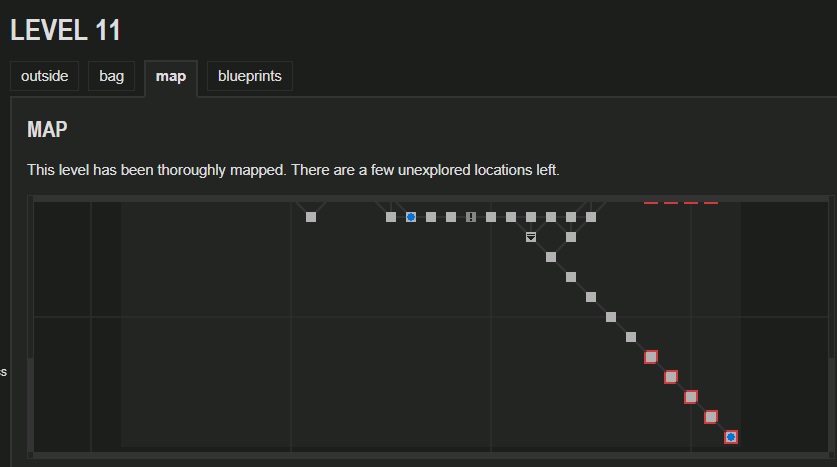 LEVEL 11
outside bag map blueprints
MAP
This level has been thoroughly mapped. There are a few unexplored locations left.
!
s